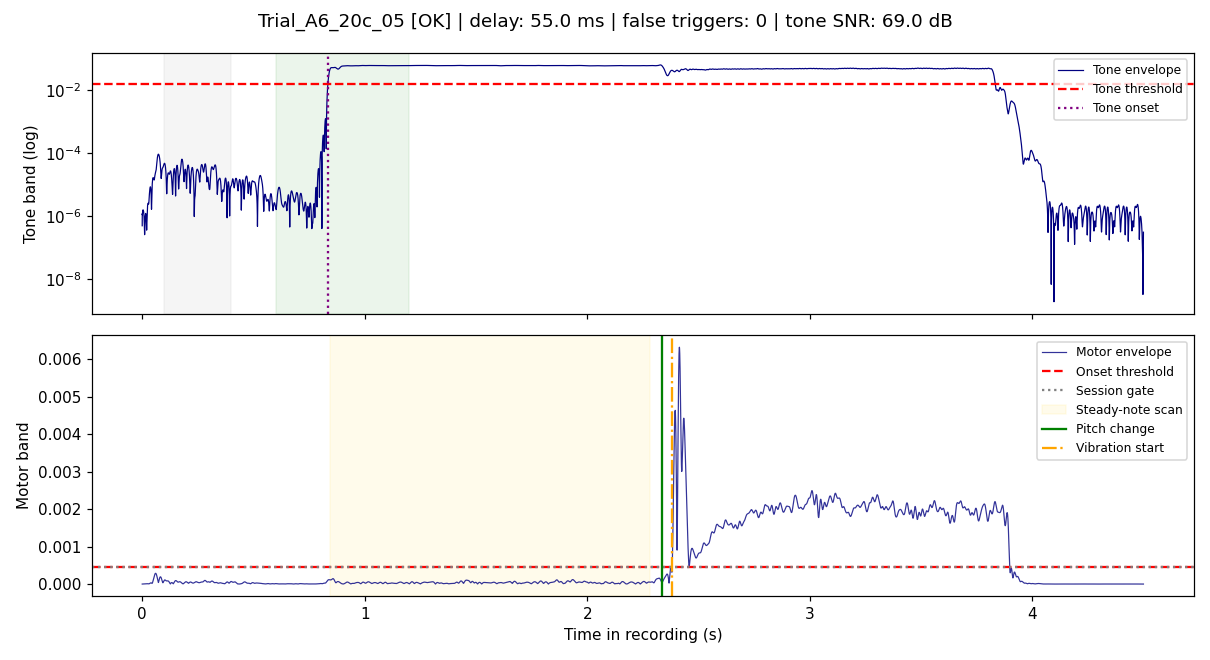 Trial_A6_20c_05 [OK] | delay: 55.0 ms | false triggers: 0 | tone SNR: 69.0 dB
Tone band (log)
10⁻²
10⁻⁴
10⁻⁶
10⁻⁸
Tone envelope
Tone threshold
Tone onset
Motor band
0.006
0.005
0.004
0.003
0.002
0.001
0.000
Motor envelope
Onset threshold
Session gate
Steady-note scan
Pitch change
Vibration start
0 1 2 3 4
Time in recording (s)